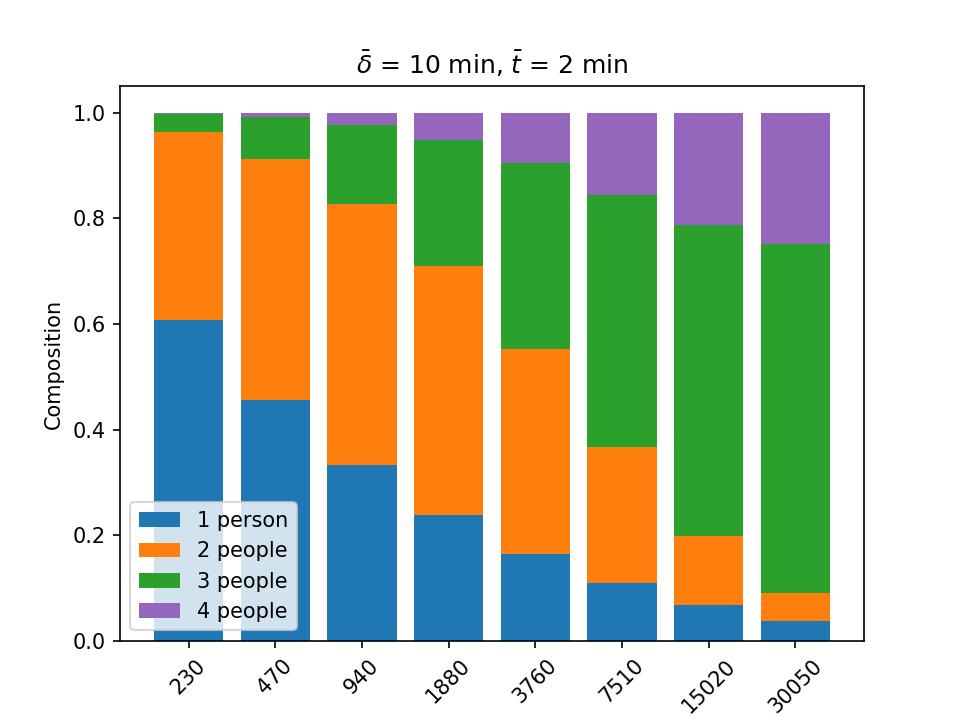 δ̄ = 10 min, t̄ = 2 min
Composition
1.0
0.8
0.6
0.4
0.2
0.0
1 person
2 people
3 people
4 people
230 470 940 1880 3760 7510 15020 30050